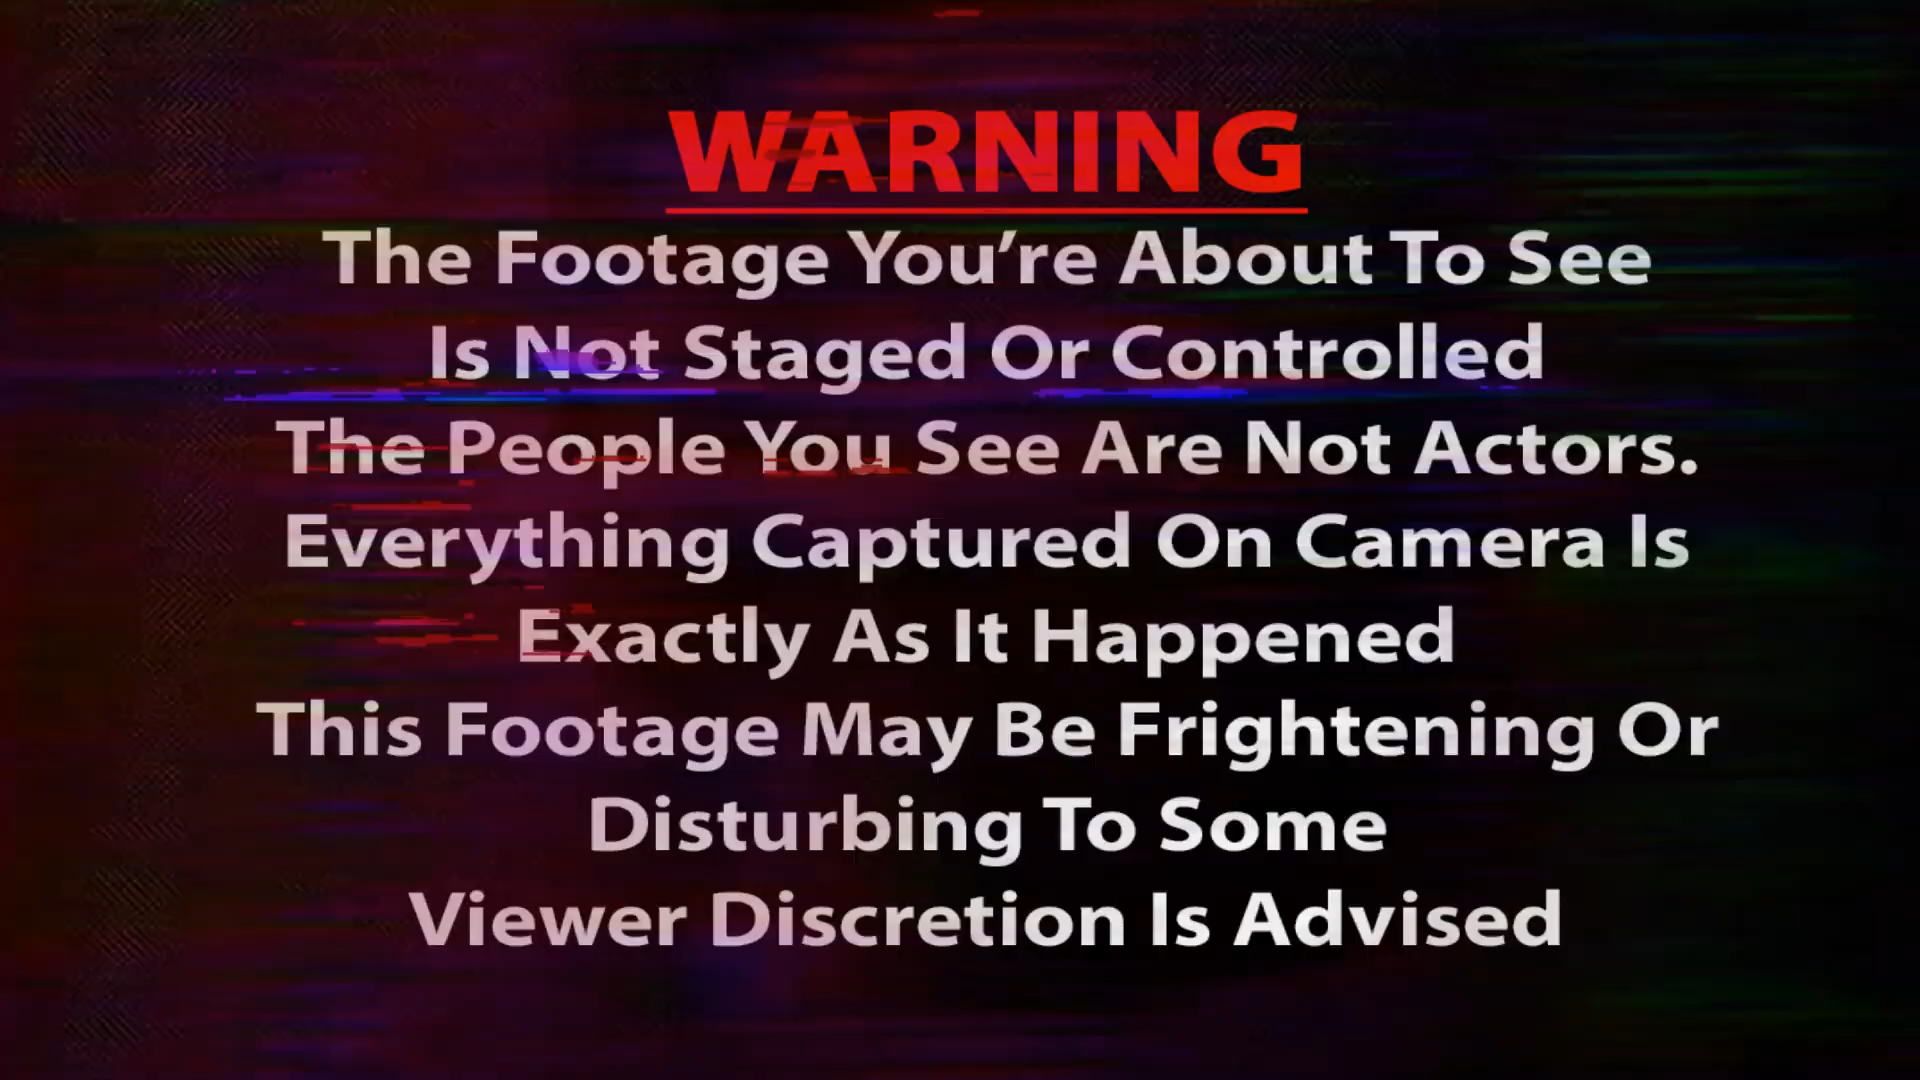 WARNING
The Footage You’re About To See
Is Not Staged Or Controlled
The People You See Are Not Actors.
Everything Captured On Camera Is
Exactly As It Happened
This Footage May Be Frightening Or
Disturbing To Some
Viewer Discretion Is Advised